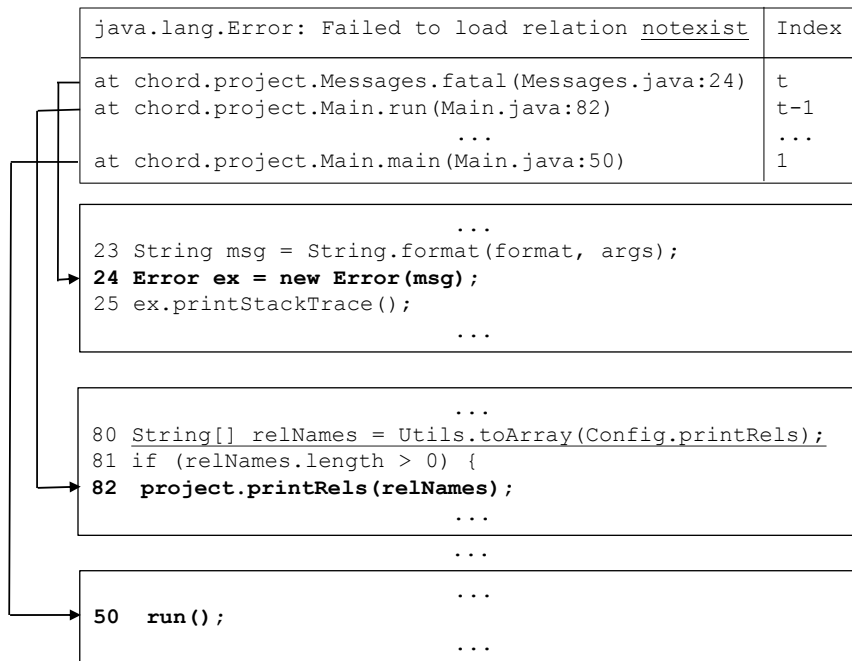 java.lang.Error: Failed to load relation notexist Index
at chord.project.Messages.fatal(Messages.java:24) t
at chord.project.Main.run(Main.java:82) t-1
... ...
at chord.project.Main.main(Main.java:50) 1
...
23 String msg = String.format(format, args);
24 Error ex = new Error(msg);
25 ex.printStackTrace();
...
...
80 String[] relNames = Utils.toArray(Config.printRels);
81 if (relNames.length > 0) {
82 project.printRels(relNames);
...
...
...
50 run();
...